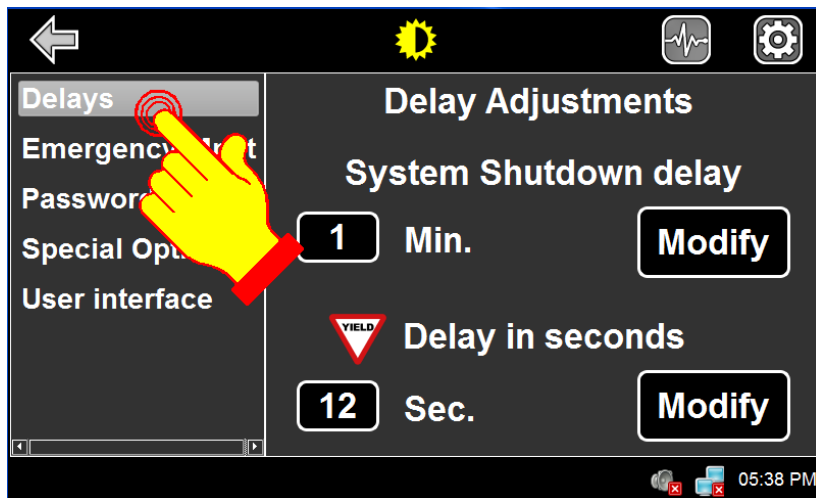 Delays
Emergency
Password
Special Opt
User interface
Delay Adjustments
System Shutdown delay
1 Min. Modify
YIELD Delay in seconds
12 Sec. Modify
05:38 PM